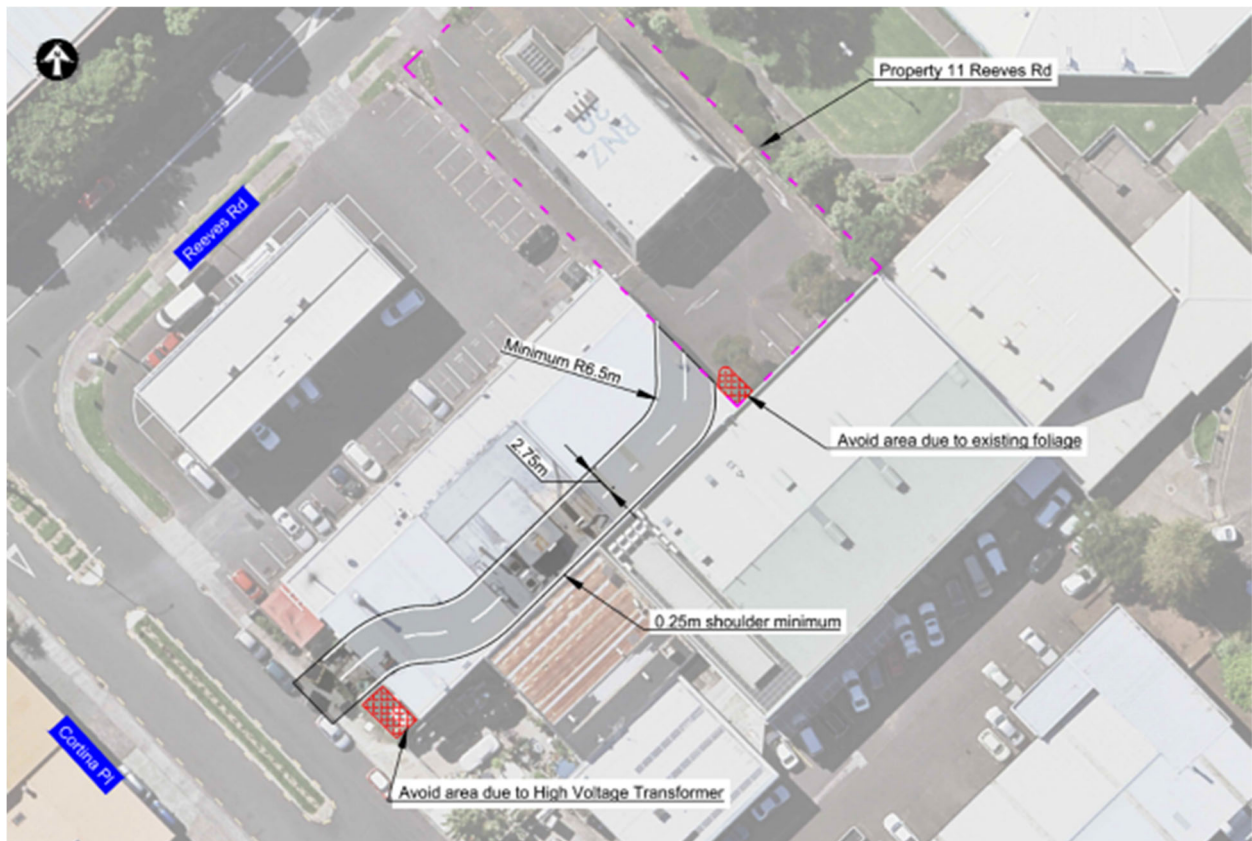 Property 11 Reeves Rd
BNZ
Reeves Rd
Minimum R6.5m
Avoid area due to existing foliage
2.75m
0.25m shoulder minimum
Cortina Pl
Avoid area due to High Voltage Transformer